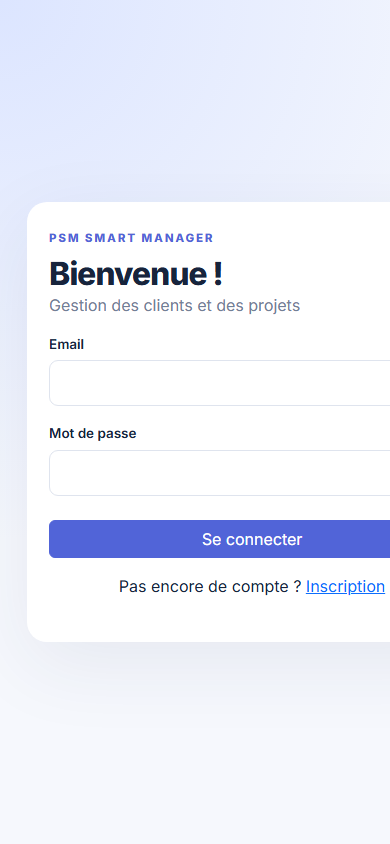 PSM SMART MANAGER
Bienvenue !
Gestion des clients et des projets
Email
Mot de passe
Se connecter
Pas encore de compte ? Inscription